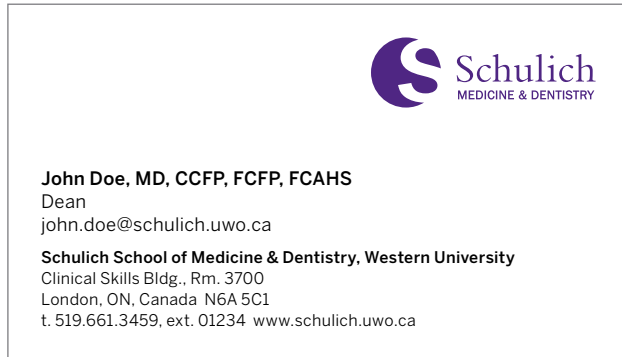 Schulich
MEDICINE & DENTISTRY
John Doe, MD, CCFP, FCFP, FCAHS
Dean
john.doe@schulich.uwo.ca
Schulich School of Medicine & Dentistry, Western University
Clinical Skills Bldg., Rm. 3700
London, ON, Canada N6A 5C1
t. 519.661.3459, ext. 01234 www.schulich.uwo.ca